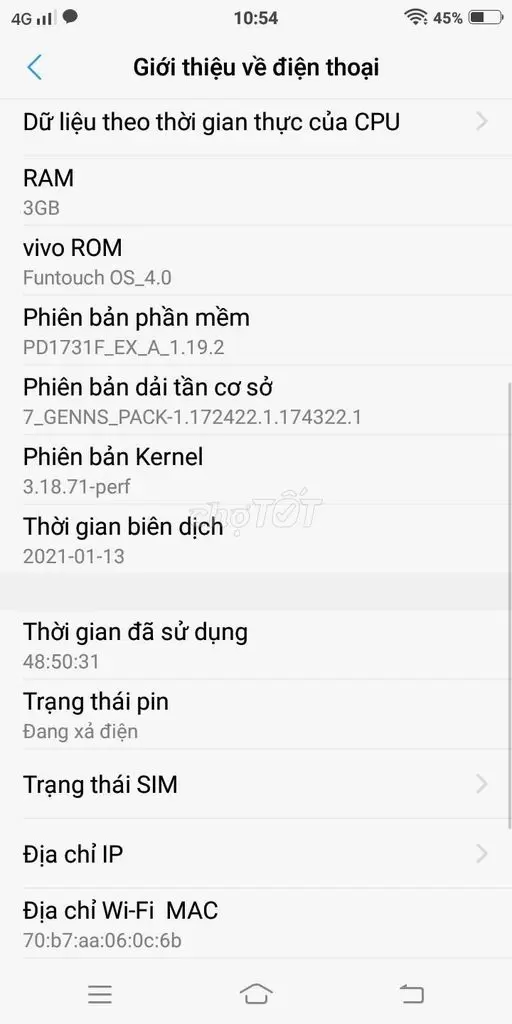 4G 10:54 45%
Giới thiệu về điện thoại
Dữ liệu theo thời gian thực của CPU
RAM
3GB
vivo ROM
Funtouch OS_4.0
Phiên bản phần mềm
PD1731F_EX_A_1.19.2
Phiên bản dải tần cơ sở
7_GENNS_PACK-1.172422.1.174322.1
Phiên bản Kernel
3.18.71-perf
chợTỐT
Thời gian biên dịch
2021-01-13
Thời gian đã sử dụng
48:50:31
Trạng thái pin
Đang xả điện
Trạng thái SIM
Địa chỉ IP
Địa chỉ Wi-Fi  MAC
70:b7:aa:06:0c:6b